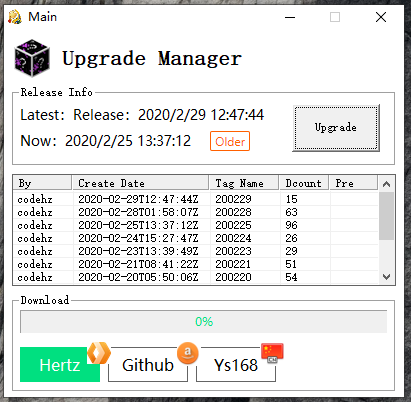 Main
Upgrade Manager
Release Info
Latest: Release: 2020/2/29 12:47:44
Now: 2020/2/25 13:37:12 Older
Upgrade
By Create Date Tag Name Dcount Pre
codehz 2020-02-29T12:47:44Z 200229 15
codehz 2020-02-28T01:58:07Z 200228 63
codehz 2020-02-25T13:37:12Z 200225 96
codehz 2020-02-24T15:27:47Z 200224 26
codehz 2020-02-23T13:39:49Z 200223 29
codehz 2020-02-21T08:41:22Z 200221 51
codehz 2020-02-20T05:50:06Z 200220 54
Download
0%
Hertz Github a Ys168